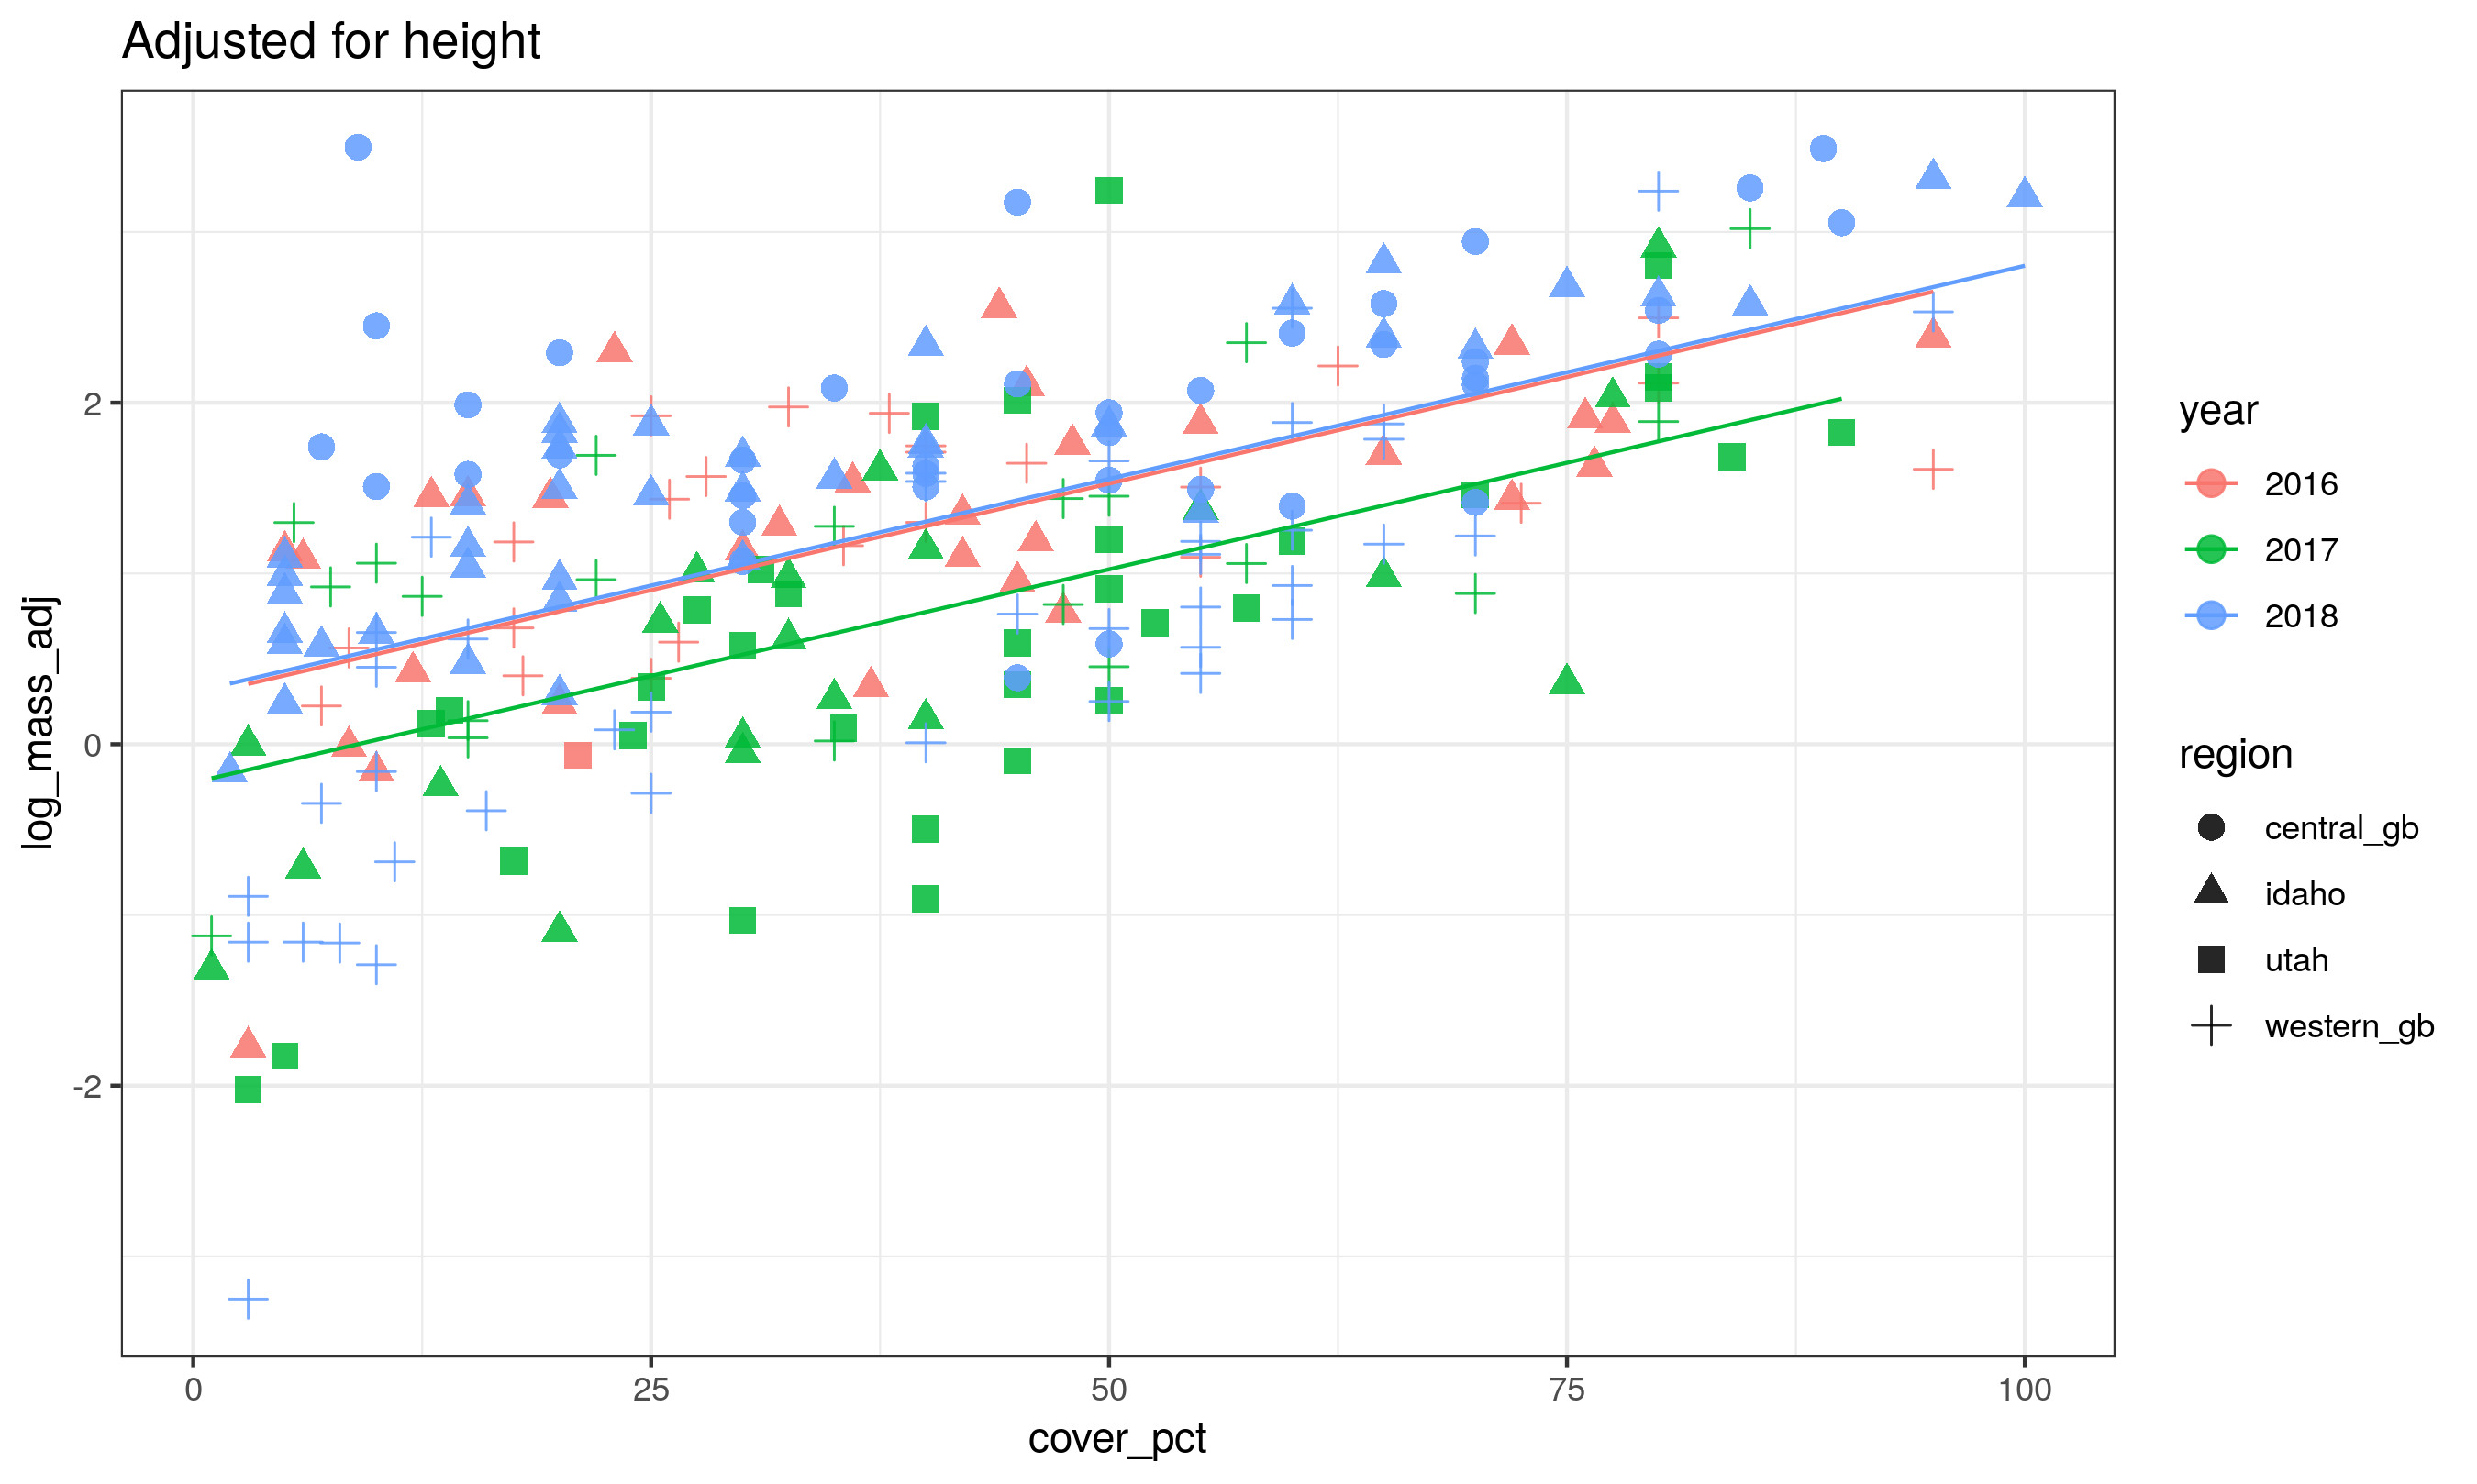 Adjusted for height
log_mass_adj
2
0
-2
0 25 50 75 100
cover_pct
year
2016
2017
2018
region
central_gb
idaho
utah
western_gb